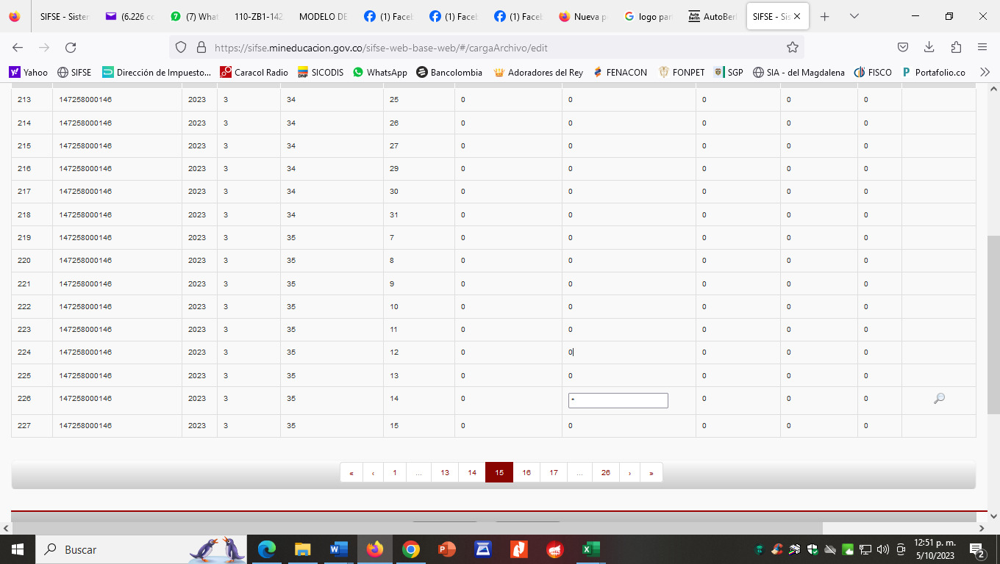 SIFSE - Sistem
(6.226 co
(7) What
110-ZB1-142
MODELO DE
(1) Faceb
(1) Faceb
(1) Faceb
Nueva p
logo par
AutoBerl
SIFSE - Sis
https://sifse.mineducacion.gov.co/sifse-web-base-web/#/cargaArchivo/edit
Yahoo SIFSE Dirección de Impuesto... Caracol Radio SICODIS WhatsApp Bancolombia Adoradores del Rey FENACON FONPET SGP SIA - del Magdalena FISCO Portafolio.co
213 147258000146 2023 3 34 25 0 0 0 0 0
214 147258000146 2023 3 34 26 0 0 0 0 0
215 147258000146 2023 3 34 27 0 0 0 0 0
216 147258000146 2023 3 34 29 0 0 0 0 0
217 147258000146 2023 3 34 30 0 0 0 0 0
218 147258000146 2023 3 34 31 0 0 0 0 0
219 147258000146 2023 3 35 7 0 0 0 0 0
220 147258000146 2023 3 35 8 0 0 0 0 0
221 147258000146 2023 3 35 9 0 0 0 0 0
222 147258000146 2023 3 35 10 0 0 0 0 0
223 147258000146 2023 3 35 11 0 0 0 0 0
224 147258000146 2023 3 35 12 0 0 0 0 0
225 147258000146 2023 3 35 13 0 0 0 0 0
226 147258000146 2023 3 35 14 0 * 0 0 0
227 147258000146 2023 3 35 15 0 0 0 0 0
« ‹ 1 ... 13 14 15 16 17 ... 26 › »
Buscar
12:51 p. m.
5/10/2023
2